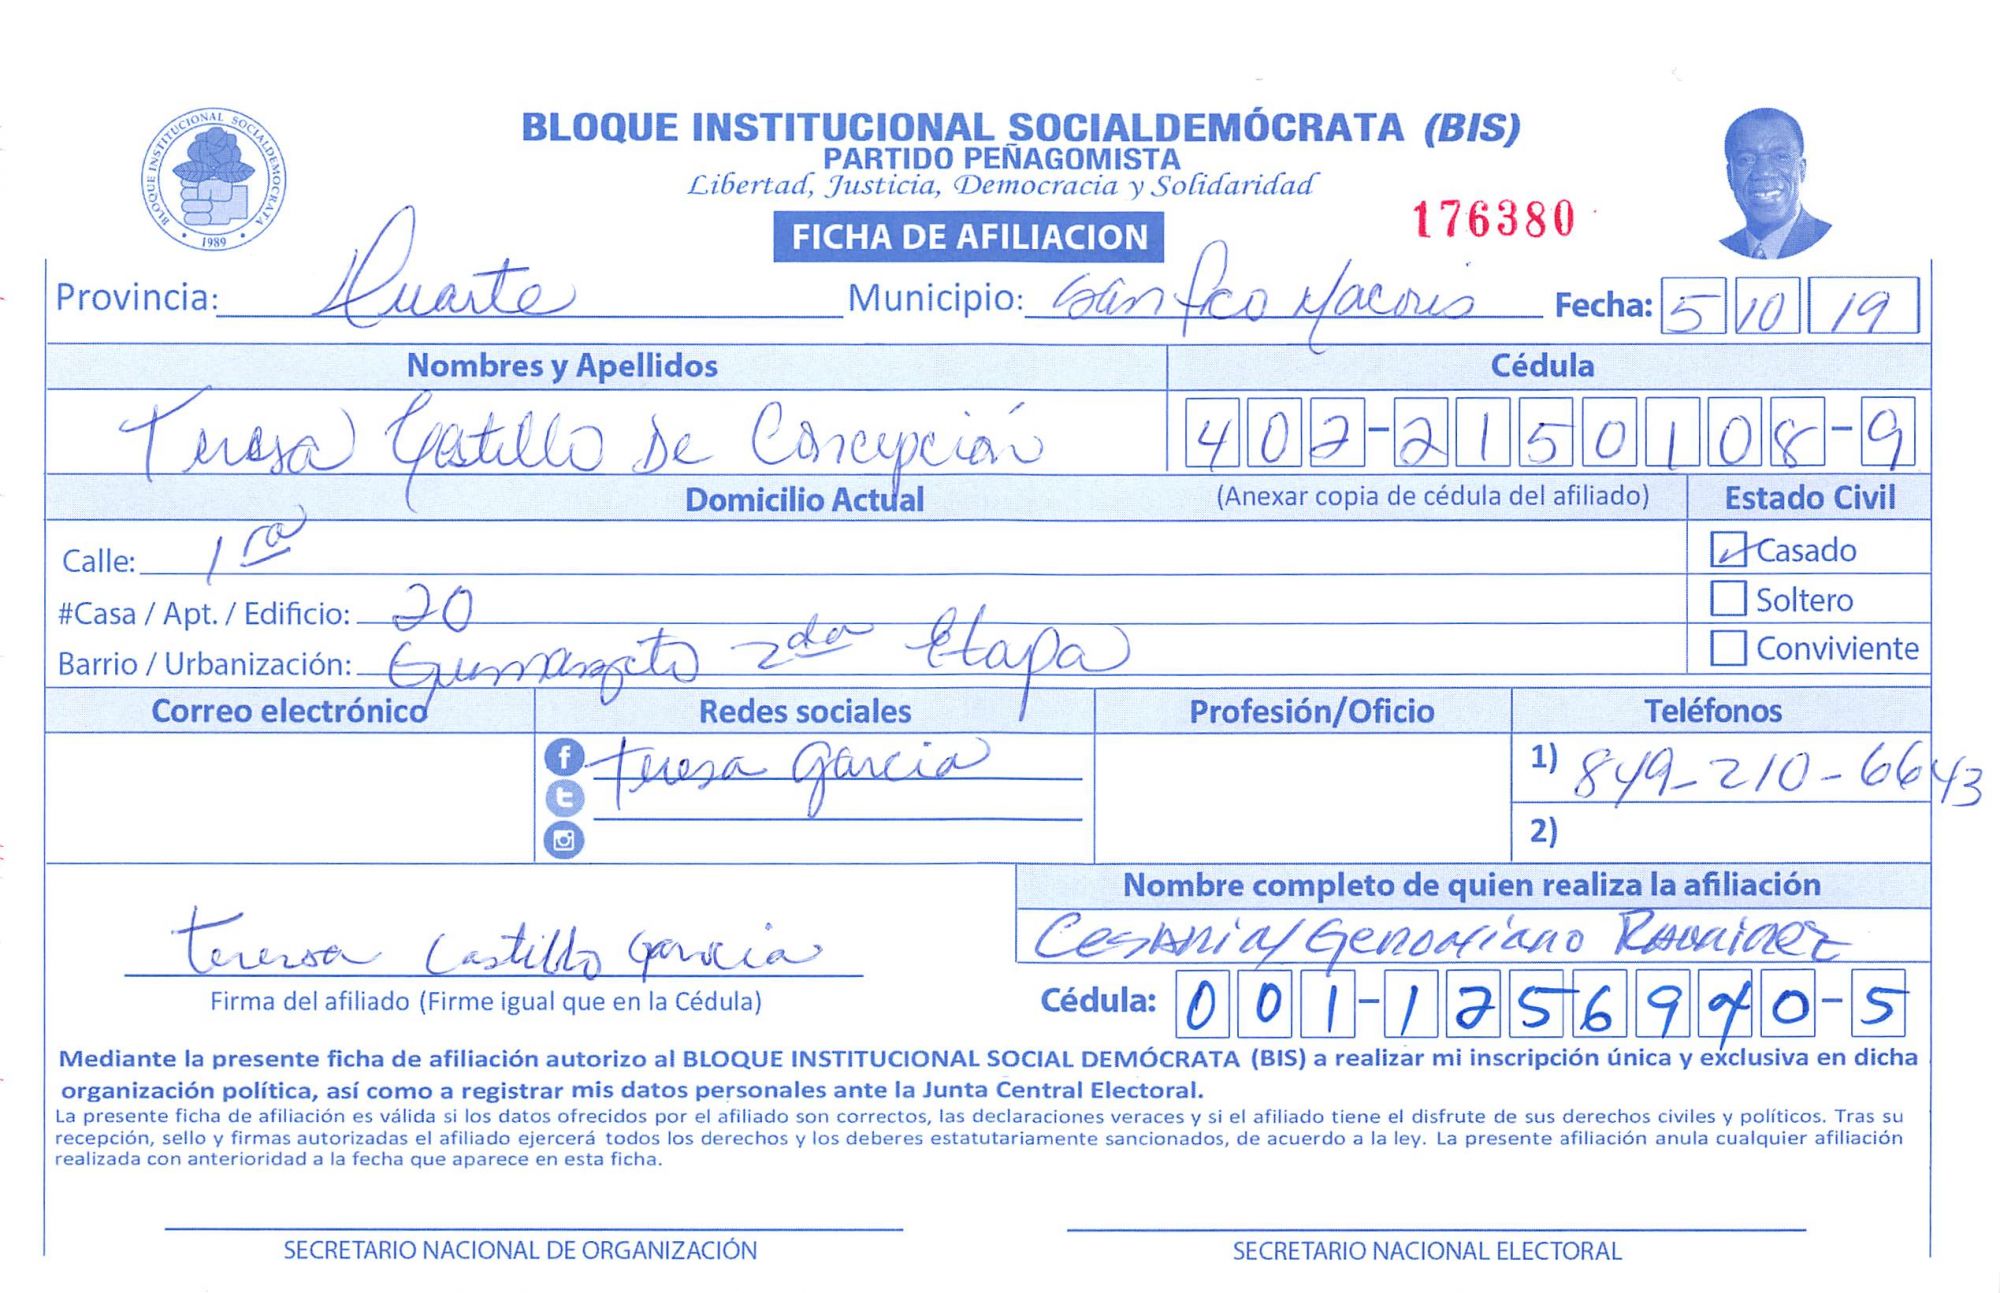 BLOQUE INSTITUCIONAL SOCIALDEMOCRATA
1989
BLOQUE INSTITUCIONAL SOCIALDEMÓCRATA (BIS)
PARTIDO PEÑAGOMISTA
Libertad, Justicia, Democracia y Solidaridad
FICHA DE AFILIACION
176380
Provincia: Duarte Municipio: San Fco Macoris Fecha: 5 10 19
Nombres y Apellidos Cédula
Teresa Castillo De Concepción 402-2150108-9
Domicilio Actual (Anexar copia de cédula del afiliado) Estado Civil
Calle: 1ra Casado
#Casa / Apt. / Edificio: 20 Soltero
Barrio / Urbanización: 2da Etapa Conviviente
Correo electrónico Redes sociales Profesión/Oficio Teléfonos
Teresa Garcia 1) 849-210-6643
2)
Nombre completo de quien realiza la afiliación
Teresa Castillo Garcia Ramirez
Firma del afiliado (Firme igual que en la Cédula) Cédula: 001-1256940-5
Mediante la presente ficha de afiliación autorizo al BLOQUE INSTITUCIONAL SOCIAL DEMÓCRATA (BIS) a realizar mi inscripción única y exclusiva en dicha
organización política, así como a registrar mis datos personales ante la Junta Central Electoral.
La presente ficha de afiliación es válida si los datos ofrecidos por el afiliado son correctos, las declaraciones veraces y si el afiliado tiene el disfrute de sus derechos civiles y políticos. Tras su
recepción, sello y firmas autorizadas el afiliado ejercerá todos los derechos y los deberes estatutariamente sancionados, de acuerdo a la ley. La presente afiliación anula cualquier afiliación
realizada con anterioridad a la fecha que aparece en esta ficha.
SECRETARIO NACIONAL DE ORGANIZACIÓN SECRETARIO NACIONAL ELECTORAL